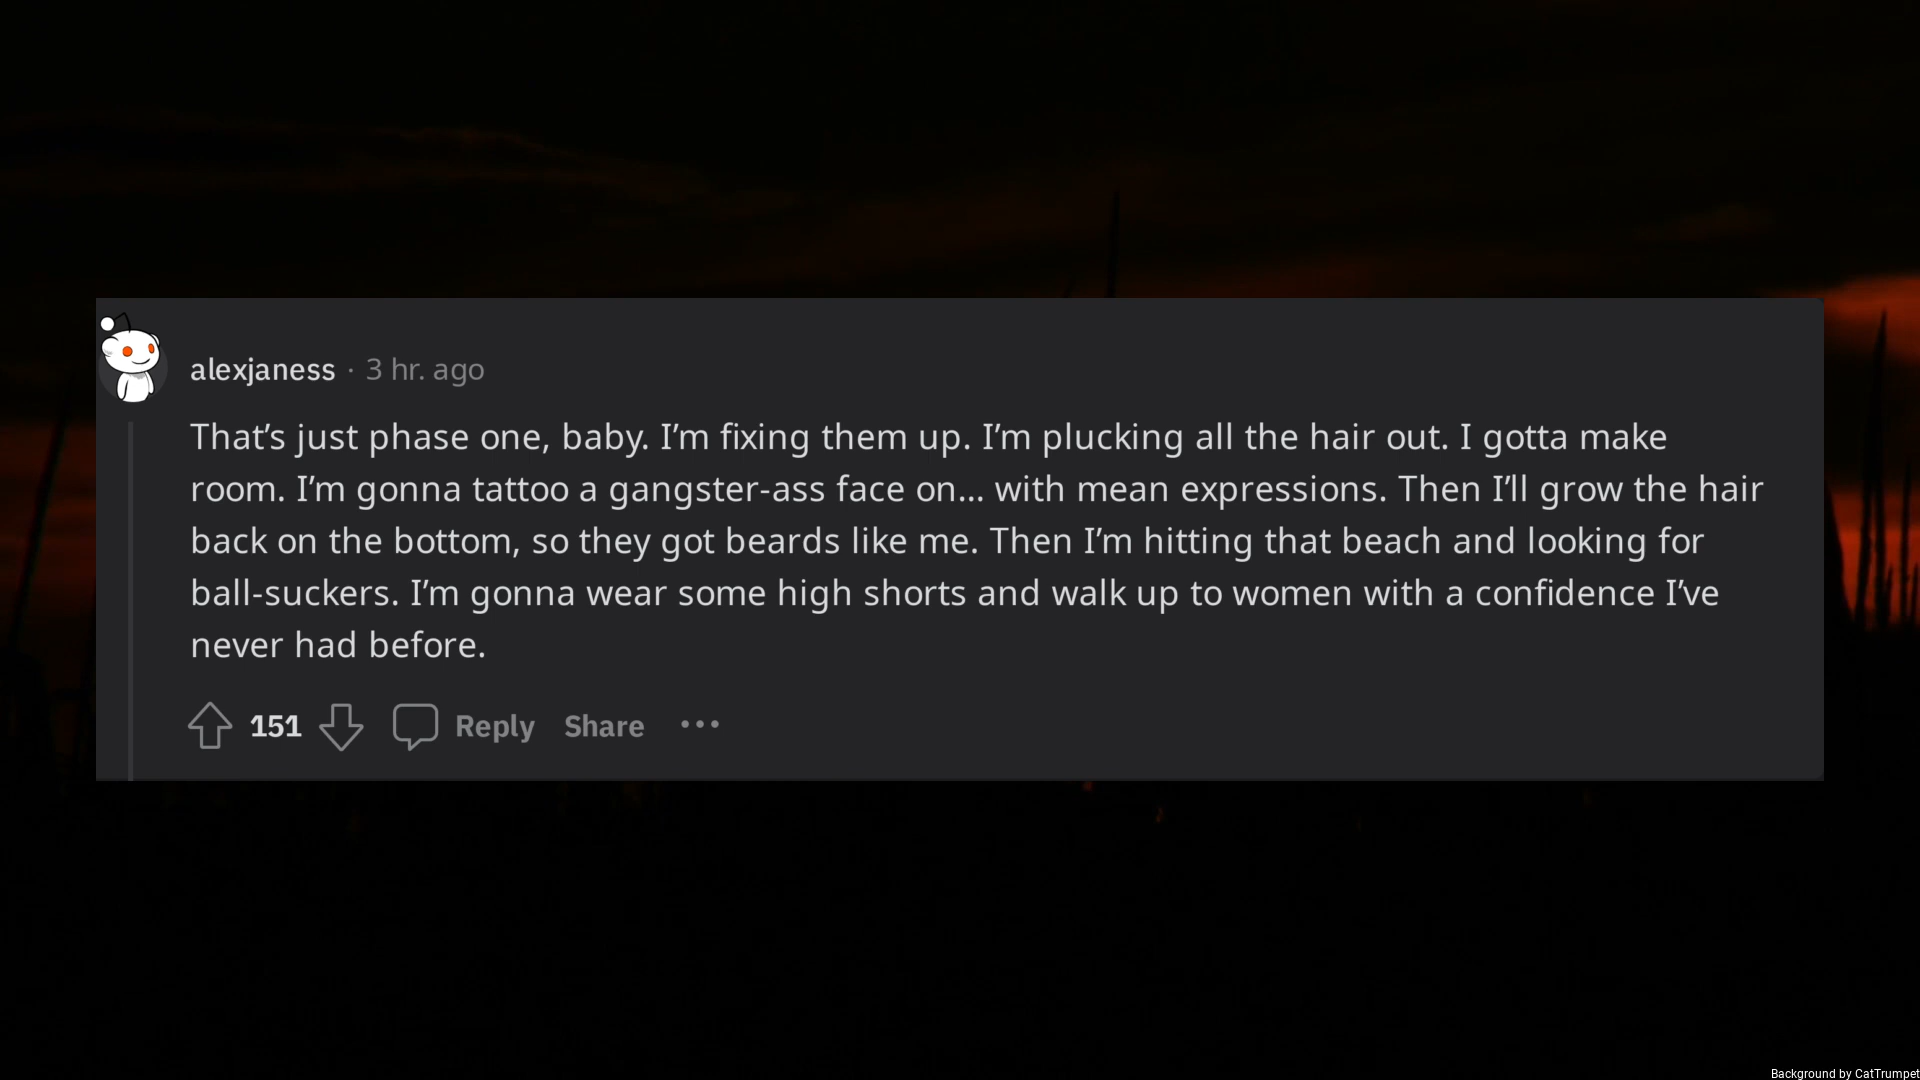 alexjaness · 3 hr. ago
That’s just phase one, baby. I’m fixing them up. I’m plucking all the hair out. I gotta make
room. I’m gonna tattoo a gangster-ass face on... with mean expressions. Then I’ll grow the hair
back on the bottom, so they got beards like me. Then I’m hitting that beach and looking for
ball-suckers. I’m gonna wear some high shorts and walk up to women with a confidence I’ve
never had before.
151 Reply Share ···
Background by CatTrumpet